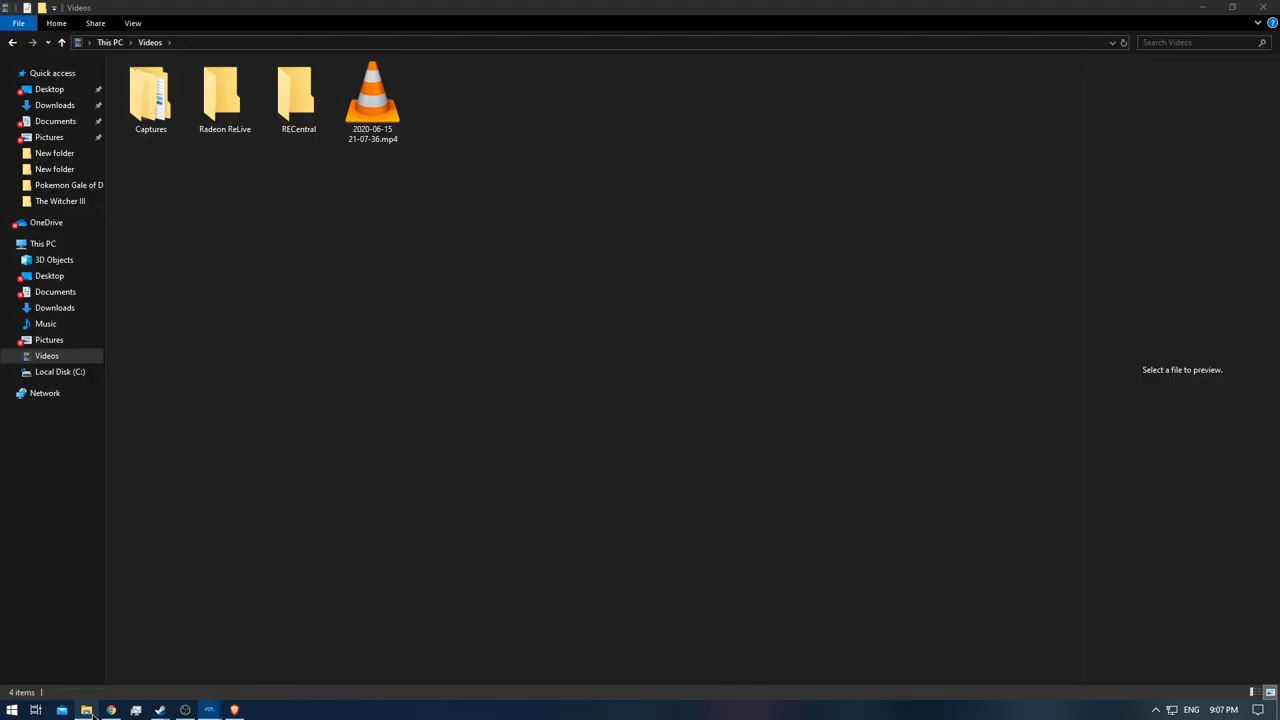 Videos
File Home Share View
This PC Videos
Search Videos
Quick access
Desktop
Downloads
Documents
Pictures
New folder
New folder
Pokemon Gale of D
The Witcher III
OneDrive
This PC
3D Objects
Desktop
Documents
Downloads
Music
Pictures
Videos
Local Disk (C:)
Network
Captures
Radeon ReLive
RECentral
2020-06-15
21-07-36.mp4
Select a file to preview.
4 items
ENG 9:07 PM